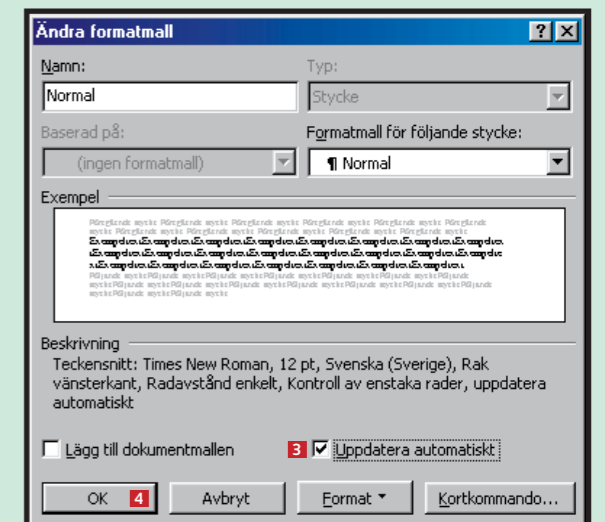 Ändra formatmall
Namn: Typ:
Normal Stycke
Baserad på: Formatmall för följande stycke:
(ingen formatmall) ¶ Normal
Exempel
Beskrivning
Teckensnitt: Times New Roman, 12 pt, Svenska (Sverige), Rak
vänsterkant, Radavstånd enkelt, Kontroll av enstaka rader, uppdatera
automatiskt
Lägg till dokumentmallen 3 Uppdatera automatiskt
OK 4 Avbryt Format Kortkommando...